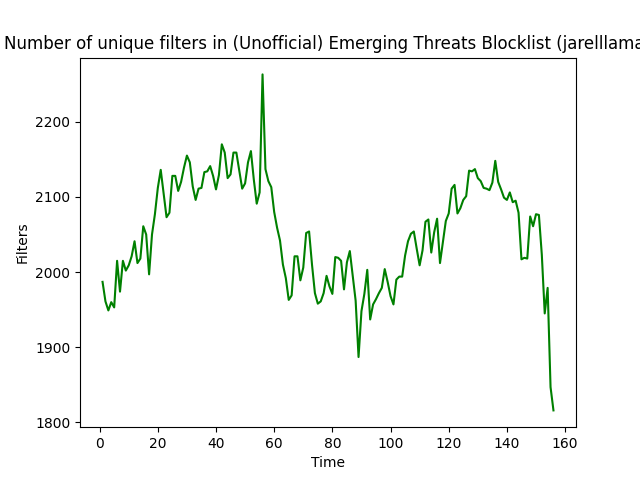 Number of unique filters in (Unofficial) Emerging Threats Blocklist (jarelllama
Filters
2200
2100
2000
1900
1800
0 20 40 60 80 100 120 140 160
Time